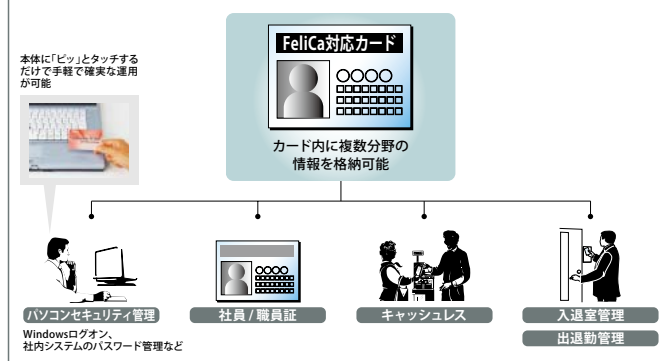 FeliCa対応カード
カード内に複数分野の
情報を格納可能
本体に「ピッ」とタッチする
だけで手軽で確実な運用
が可能
パソコンセキュリティ管理
Windowsログオン、
社内システムのパスワード管理など
社員 / 職員証
キャッシュレス
入退室管理
出退勤管理